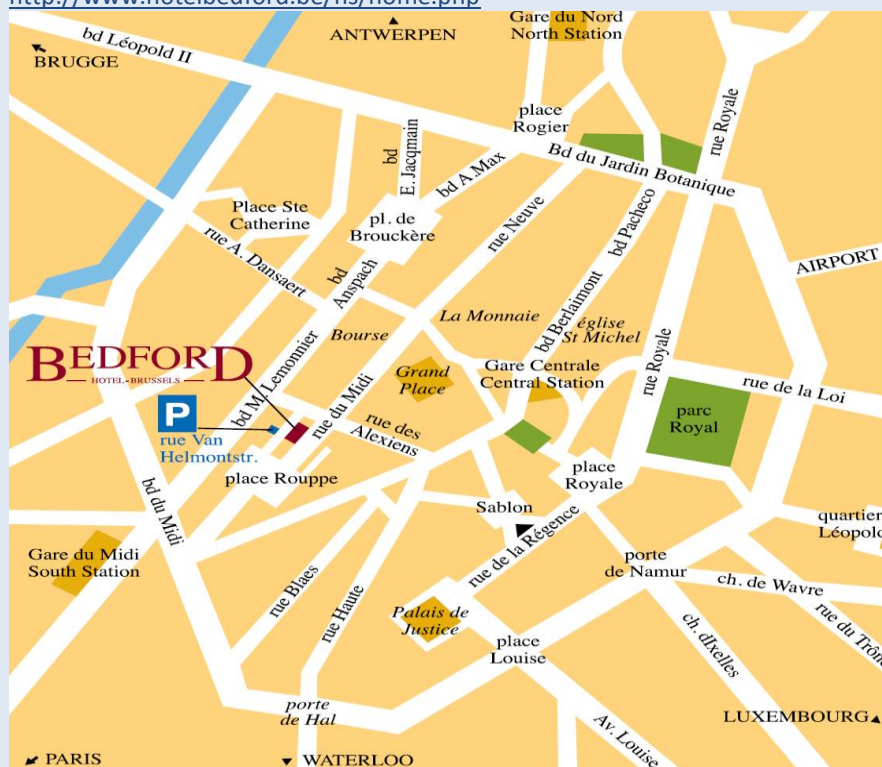 http://www.hotelbedford.be/fis/home.php
Gare du Nord
North Station
bd Léopold II
ANTWERPEN
BRUGGE
place
Rogier
rue Royale
bd
E. Jacqmain
bd A.Max
Bd du Jardin Botanique
Place Ste
Catherine
pl. de
Brouckère
rue Neuve
bd Pacheco
rue A. Dansaert
bd
Anspach
AIRPORT
La Monnaie
bd Berlaimont
église
St Michel
Bourse
rue Royale
BEDFORD
HOTEL - BRUSSELS
bd M. Lemonnier
Grand
Place
Gare Centrale
Central Station
rue de la Loi
P
rue Van
Helmontstr.
rue du Midi
rue des
Alexiens
parc
Royal
place Rouppe
place
Royale
bd du Midi
Sablon
quartier
Léopold
Gare du Midi
South Station
rue de la Régence
porte
de Namur
rue Blaes
rue Haute
ch. de Wavre
Palais de
Justice
place
Louise
ch. dIxelles
rue du Trône
porte
de Hal
Av. Louise
LUXEMBOURG
PARIS
WATERLOO